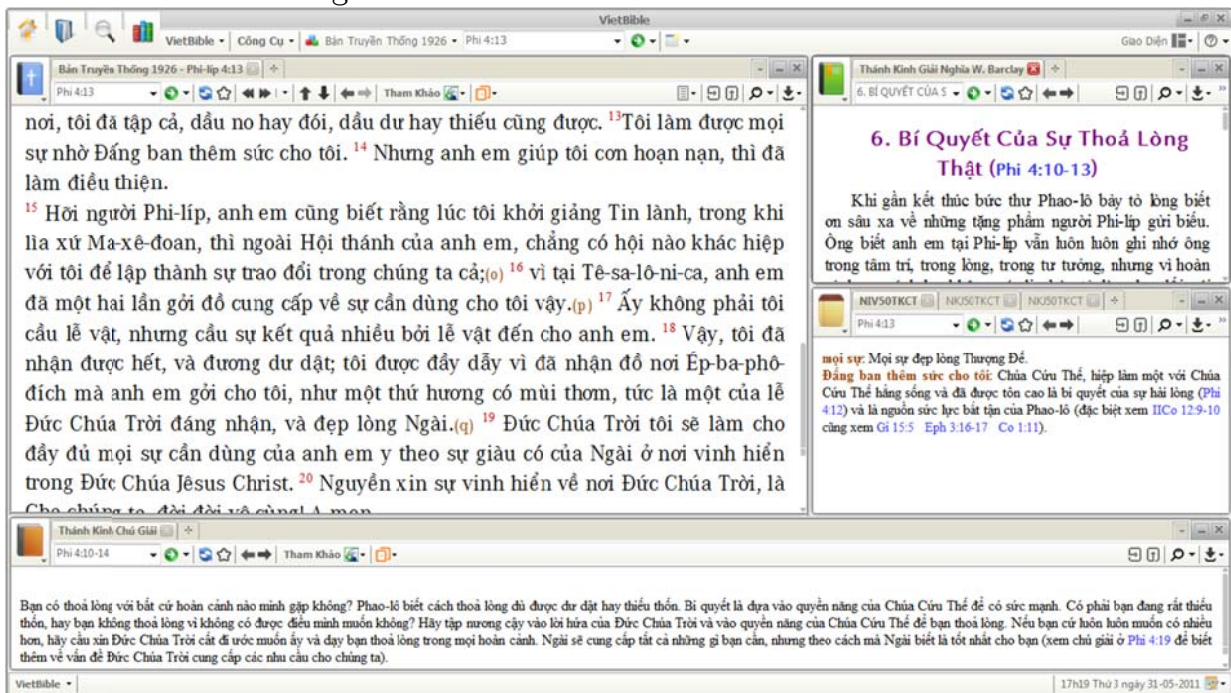 VietBible
VietBible Công Cụ Bản Truyền Thống 1926 Phi 4:13 Giao Diện
Bản Truyền Thống 1926 - Phi-líp 4:13
Phi 4:13 Tham Khảo
nơi, tôi đã tập cả, dầu no hay đói, dầu dư hay thiếu cũng được. 13Tôi làm được mọi
sự nhờ Đấng ban thêm sức cho tôi. 14 Nhưng anh em giúp tôi cơn hoạn nạn, thì đã
làm điều thiện.
15 Hỡi người Phi-líp, anh em cũng biết rằng lúc tôi khởi giảng Tin lành, trong khi
lìa xứ Ma-xê-đoan, thì ngoài Hội thánh của anh em, chẳng có hội nào khác hiệp
với tôi để lập thành sự trao đổi trong chúng ta cả;(o) 16 vì tại Tê-sa-lô-ni-ca, anh em
đã một hai lần gởi đồ cung cấp về sự cần dùng cho tôi vậy.(p) 17 Ấy không phải tôi
cầu lễ vật, nhưng cầu sự kết quả nhiều bởi lễ vật đến cho anh em. 18 Vậy, tôi đã
nhận được hết, và đương dư dật; tôi được đầy dẫy vì đã nhận đồ nơi Ép-ba-phô-
đích mà anh em gởi cho tôi, như một thứ hương có mùi thơm, tức là một của lễ
Đức Chúa Trời đáng nhận, và đẹp lòng Ngài.(q) 19 Đức Chúa Trời tôi sẽ làm cho
đầy đủ mọi sự cần dùng của anh em y theo sự giàu có của Ngài ở nơi vinh hiển
trong Đức Chúa Jêsus Christ. 20 Nguyền xin sự vinh hiển về nơi Đức Chúa Trời, là
Cha chúng ta, đời đời vô cùng! A-men.
Thánh Kinh Giải Nghĩa W. Barclay
6. BÍ QUYẾT CỦA S
6. Bí Quyết Của Sự Thoả Lòng
Thật (Phi 4:10-13)
Khi gần kết thúc bức thư Phao-lô bày tỏ lòng biết
ơn sâu xa về những tặng phẩm người Phi-líp gửi biếu.
Ông biết anh em tại Phi-líp vẫn luôn luôn ghi nhớ ông
trong tâm trí, trong lòng, trong tư tưởng, nhưng vì hoàn
NIV50TKCT NKJS0TKCT NKJS0TKCT
Phi 4:13
mọi sự: Mọi sự đẹp lòng Thượng Đế.
Đấng ban thêm sức cho tôi: Chúa Cứu Thế, hiệp làm một với Chúa
Cứu Thế hằng sống và đã được tôn cao là bí quyết của sự hài lòng (Phi
4:12) và là nguồn sức lực bất tận của Phao-lô (đặc biệt xem IICo 12:9-10
cũng xem Gi 15:5 Eph 3:16-17 Co 1:11).
Thánh Kinh Chú Giải
Phi 4:10-14 Tham Khảo
Bạn có thoả lòng với bất cứ hoàn cảnh nào mình gặp không? Phao-lô biết cách thoả lòng dù được dư dật hay thiếu thốn. Bí quyết là dựa vào quyền năng của Chúa Cứu Thế để có sức mạnh. Có phải bạn đang rất thiếu
thốn, hay bạn không thoả lòng vì không có được điều mình muốn không? Hãy tập nương cậy vào lời hứa của Đức Chúa Trời và vào quyền năng của Chúa Cứu Thế để bạn thoả lòng. Nếu bạn cứ luôn luôn muốn có nhiều
hơn, hãy cầu xin Đức Chúa Trời cất đi ước muốn ấy và dạy bạn thoả lòng trong mọi hoàn cảnh. Ngài sẽ cung cấp tất cả những gì bạn cần, nhưng theo cách mà Ngài biết là tốt nhất cho bạn (xem chú giải ở Phi 4:19 để biết
thêm về vấn đề Đức Chúa Trời cung cấp các nhu cầu cho chúng ta).
VietBible 17h19 Thứ 3 ngày 31-05-2011